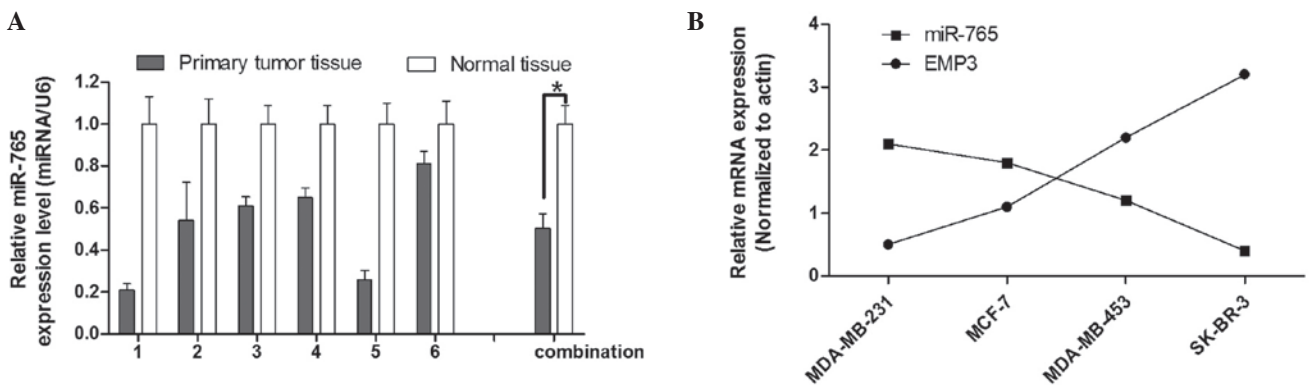 A
Primary tumor tissue
Normal tissue
Relative miR-765
expression level (miRNA/U6)
1.2
1.0
0.8
0.6
0.4
0.2
0.0
*
1 2 3 4 5 6 combination
B
miR-765
EMP3
Relative mRNA expression
(Normalized to actin)
4
3
2
1
0
MDA-MB-231
MCF-7
MDA-MB-453
SK-BR-3